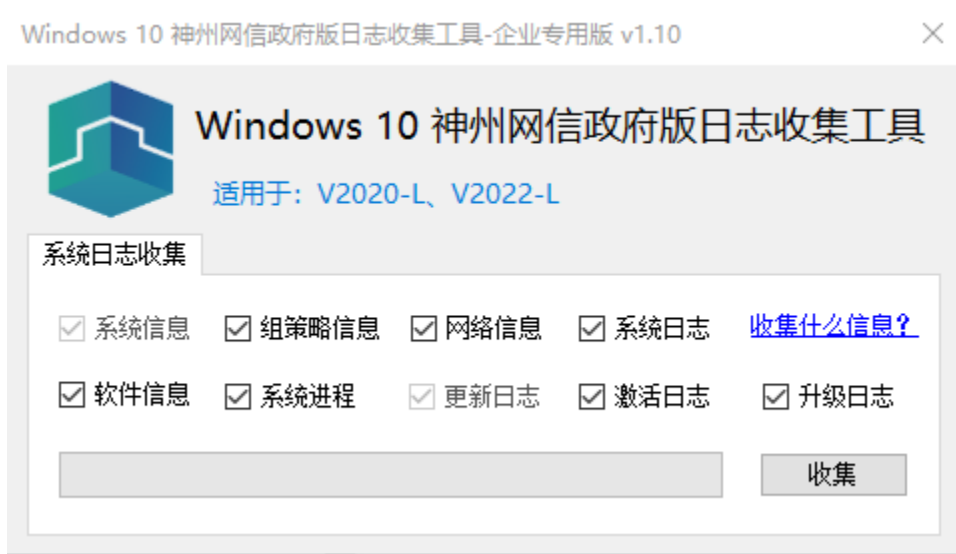 Windows 10 神州网信政府版日志收集工具-企业专用版 v1.10
Windows 10 神州网信政府版日志收集工具
适用于：V2020-L、V2022-L
系统日志收集
系统信息 组策略信息 网络信息 系统日志 收集什么信息？
软件信息 系统进程 更新日志 激活日志 升级日志
收集